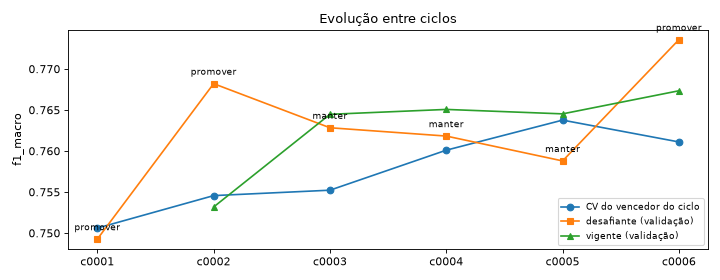 Evolução entre ciclos
f1_macro
0.770
0.765
0.760
0.755
0.750
promover
promover
manter
manter
manter
promover
CV do vencedor do ciclo
desafiante (validação)
vigente (validação)
c0001 c0002 c0003 c0004 c0005 c0006